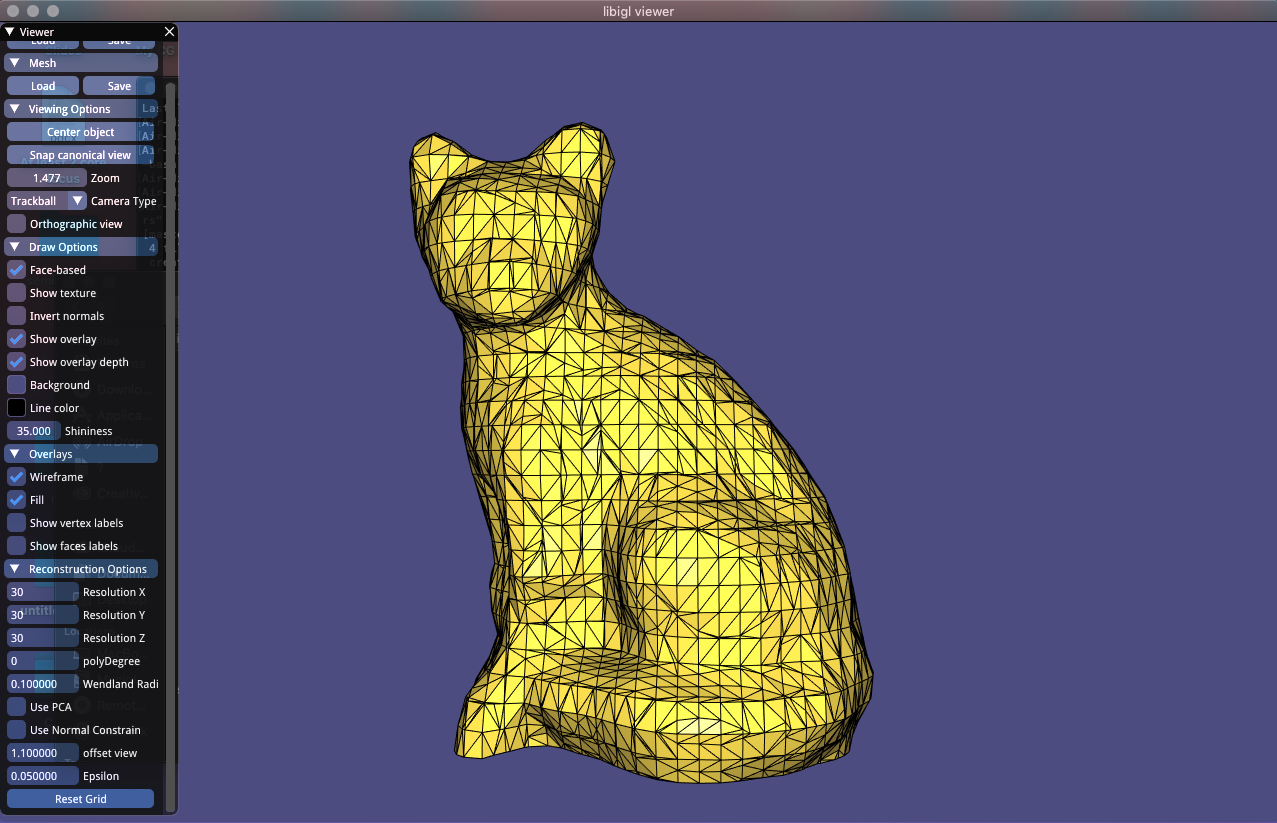 libigl viewer
Viewer
Load Save
Mesh
Load Save
Viewing Options
Center object
Snap canonical view
1.477 Zoom
Trackball Camera Type
Orthographic view
Draw Options
Face-based
Show texture
Invert normals
Show overlay
Show overlay depth
Background
Line color
35.000 Shininess
Overlays
Wireframe
Fill
Show vertex labels
Show faces labels
Reconstruction Options
30 Resolution X
30 Resolution Y
30 Resolution Z
0 polyDegree
0.100000 Wendland Radi
Use PCA
Use Normal Constrain
1.100000 offset view
0.050000 Epsilon
Reset Grid